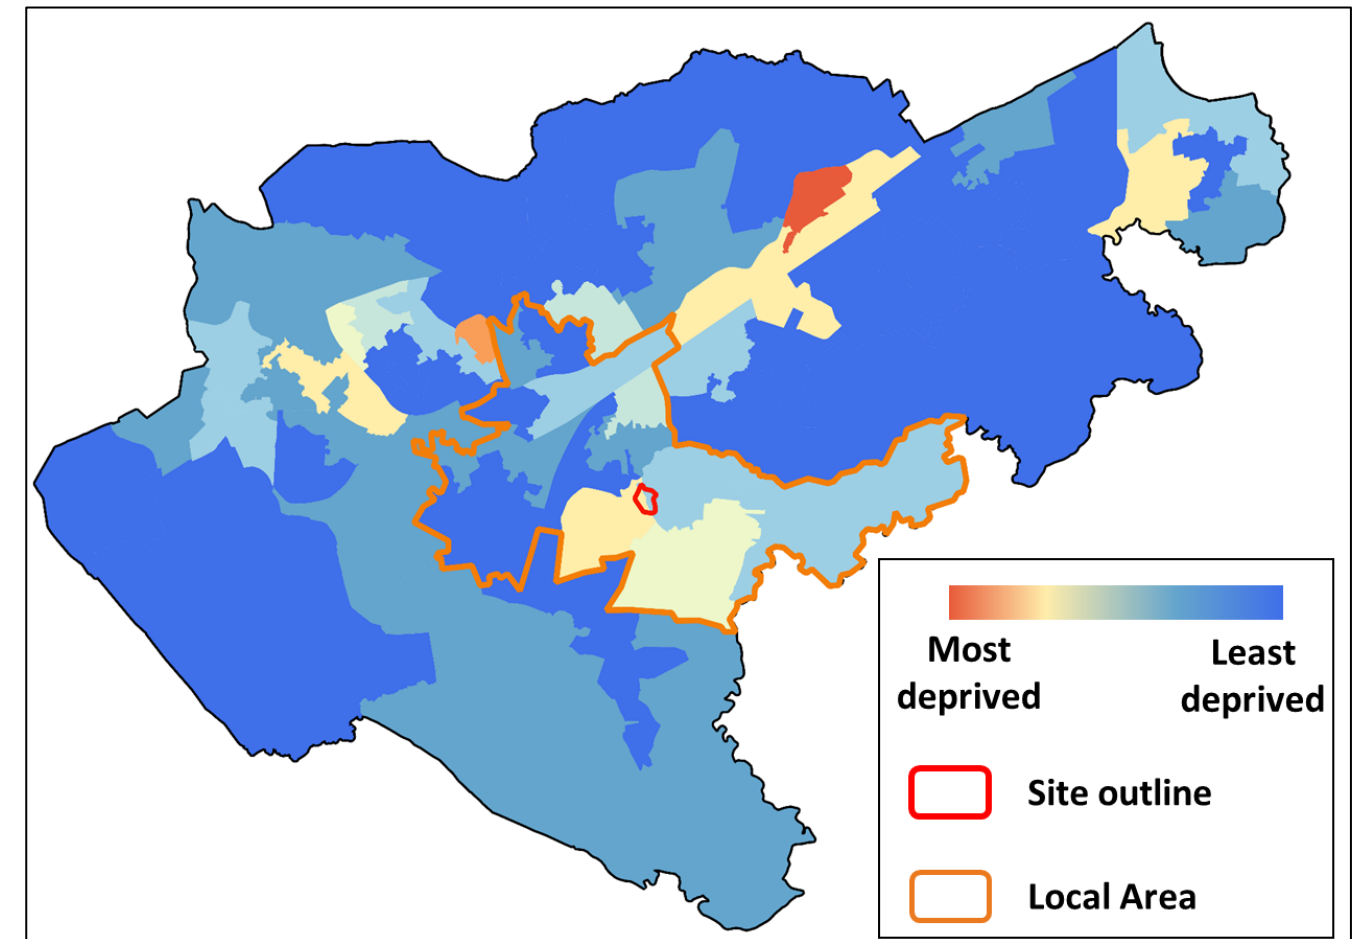 Most
deprived
Least
deprived
Site outline
Local Area